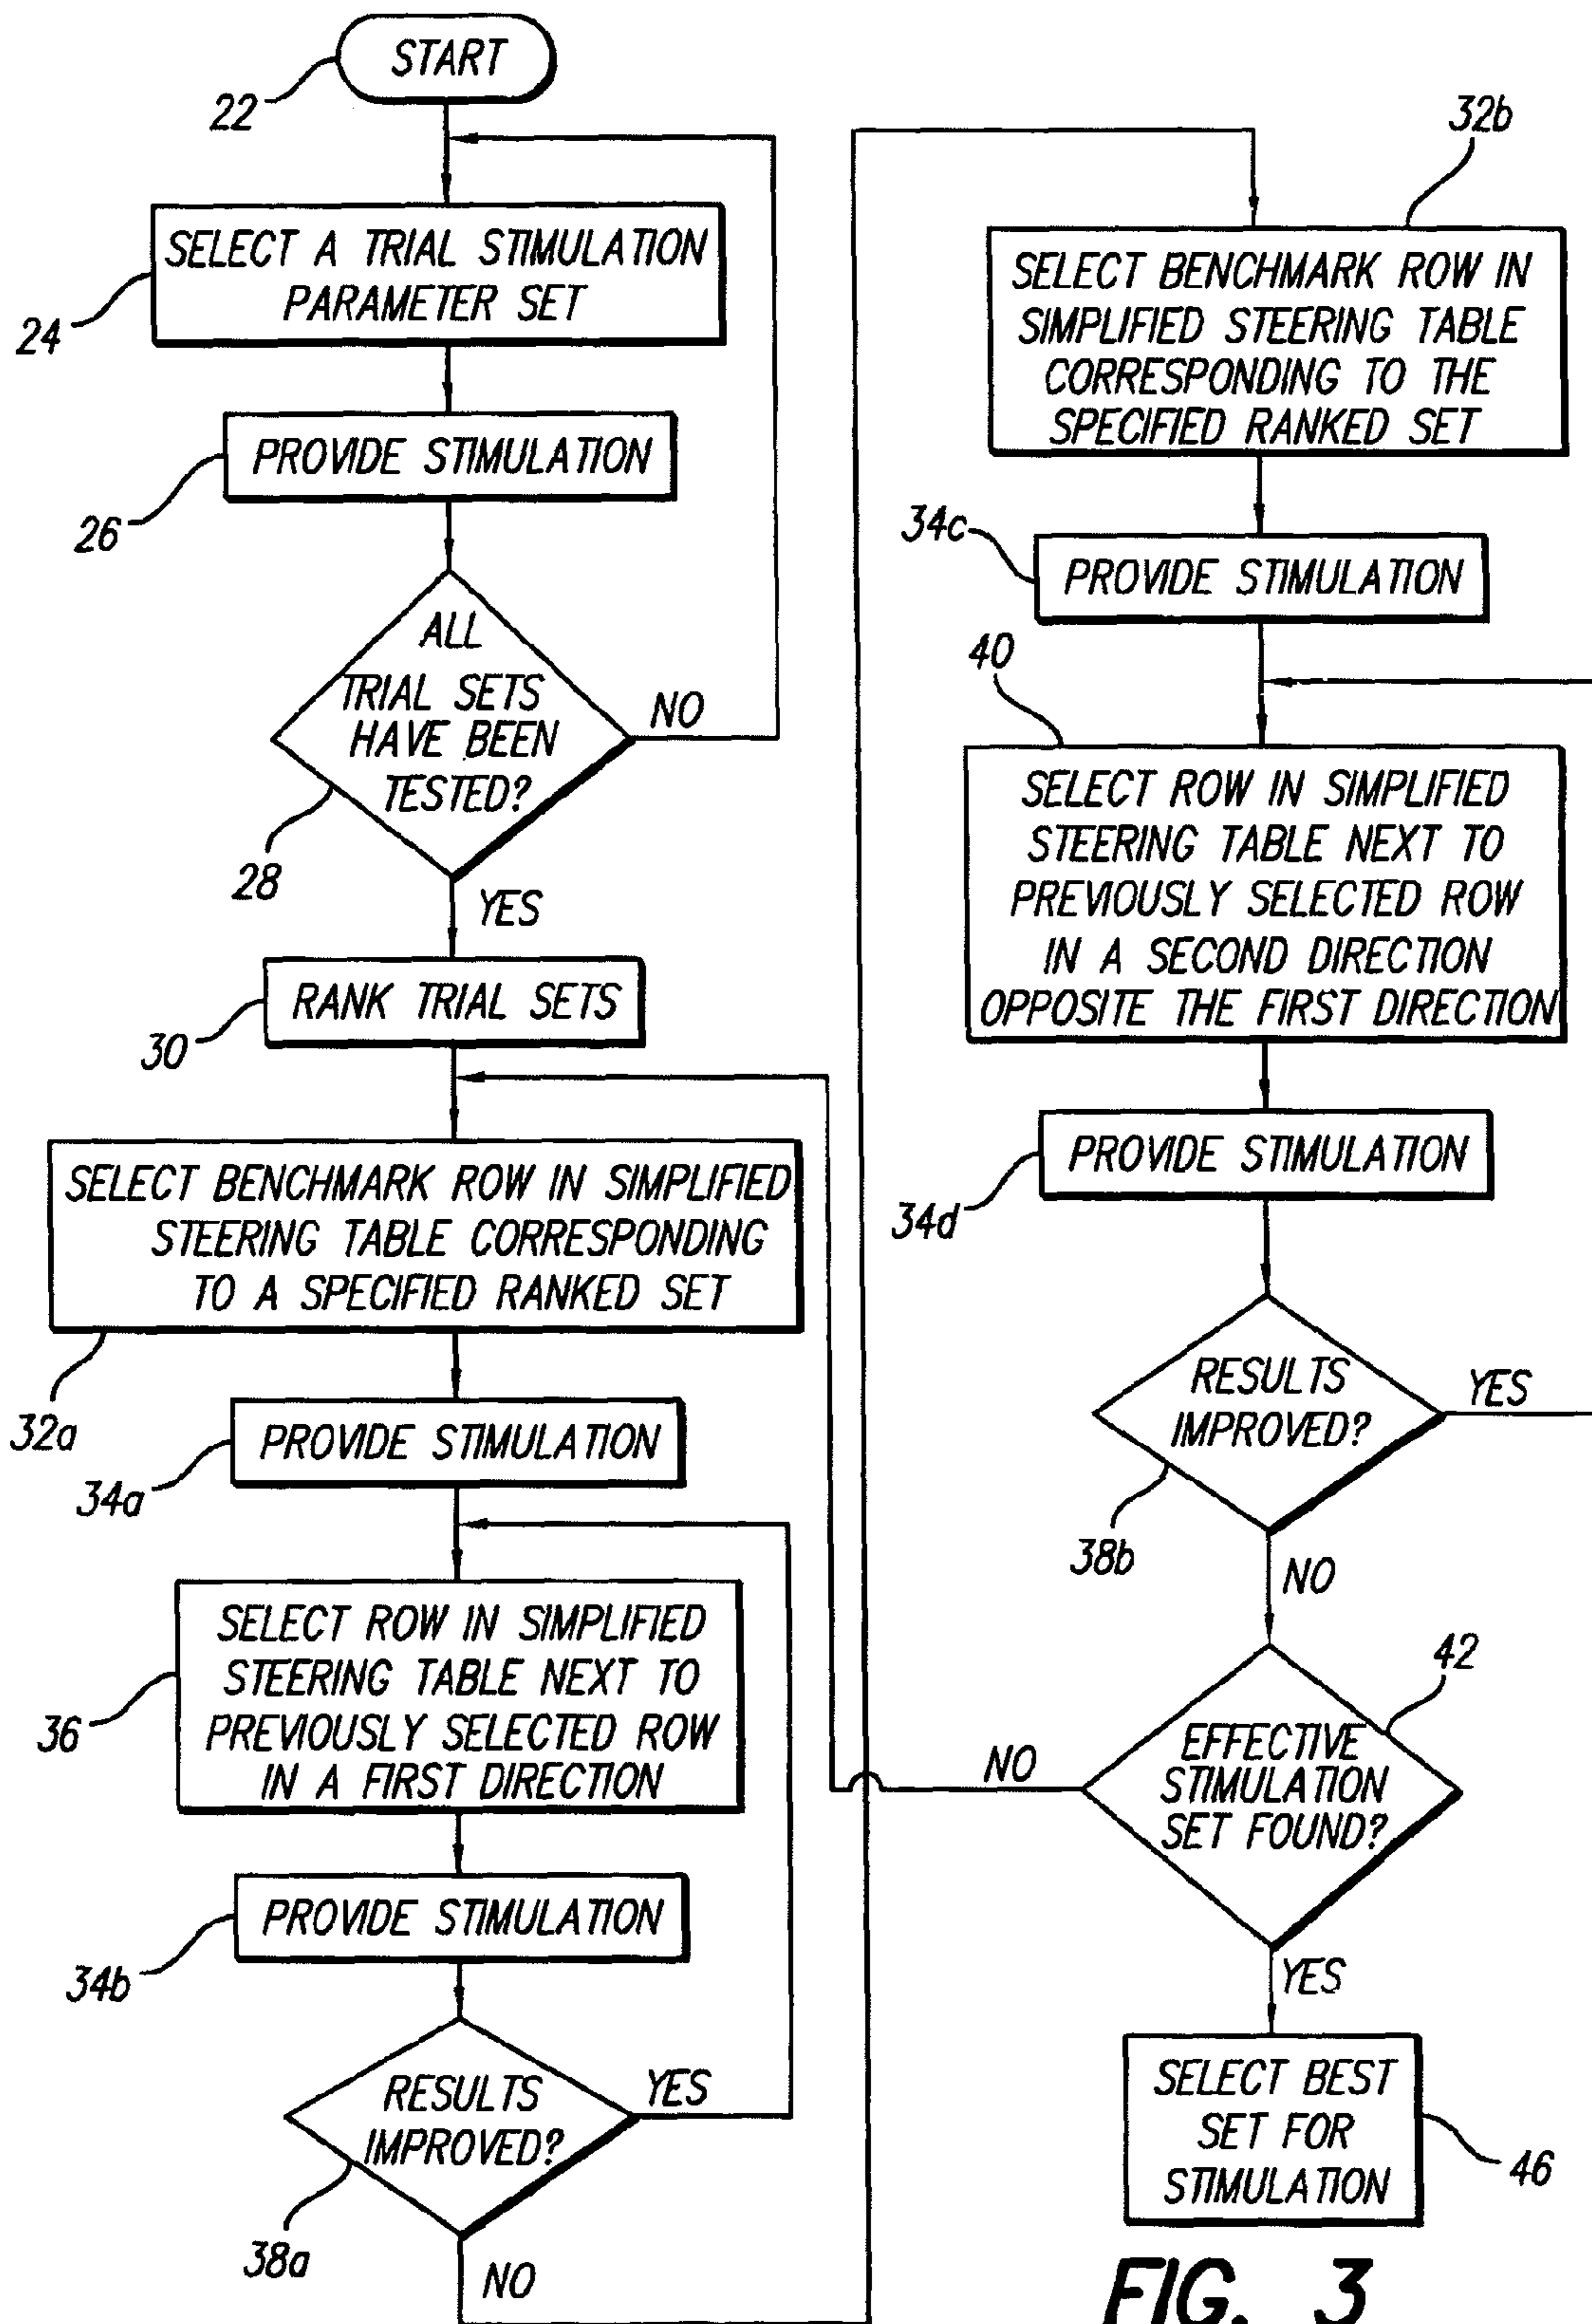 START
22
SELECT A TRIAL STIMULATION
PARAMETER SET
24
PROVIDE STIMULATION
26
ALL
TRIAL SETS
HAVE BEEN
TESTED?
NO
28
YES
RANK TRIAL SETS
30
SELECT BENCHMARK ROW IN SIMPLIFIED
STEERING TABLE CORRESPONDING
TO A SPECIFIED RANKED SET
32a
PROVIDE STIMULATION
34a
SELECT ROW IN SIMPLIFIED
STEERING TABLE NEXT TO
PREVIOUSLY SELECTED ROW
IN A FIRST DIRECTION
36
PROVIDE STIMULATION
34b
RESULTS
IMPROVED?
YES
38a
NO
32b
SELECT BENCHMARK ROW IN
SIMPLIFIED STEERING TABLE
CORRESPONDING TO THE
SPECIFIED RANKED SET
34c
PROVIDE STIMULATION
40
SELECT ROW IN SIMPLIFIED
STEERING TABLE NEXT TO
PREVIOUSLY SELECTED ROW
IN A SECOND DIRECTION
OPPOSITE THE FIRST DIRECTION
PROVIDE STIMULATION
34d
RESULTS
IMPROVED?
YES
38b
NO
42
EFFECTIVE
STIMULATION
SET FOUND?
NO
YES
SELECT BEST
SET FOR
STIMULATION
46
FIG. 3